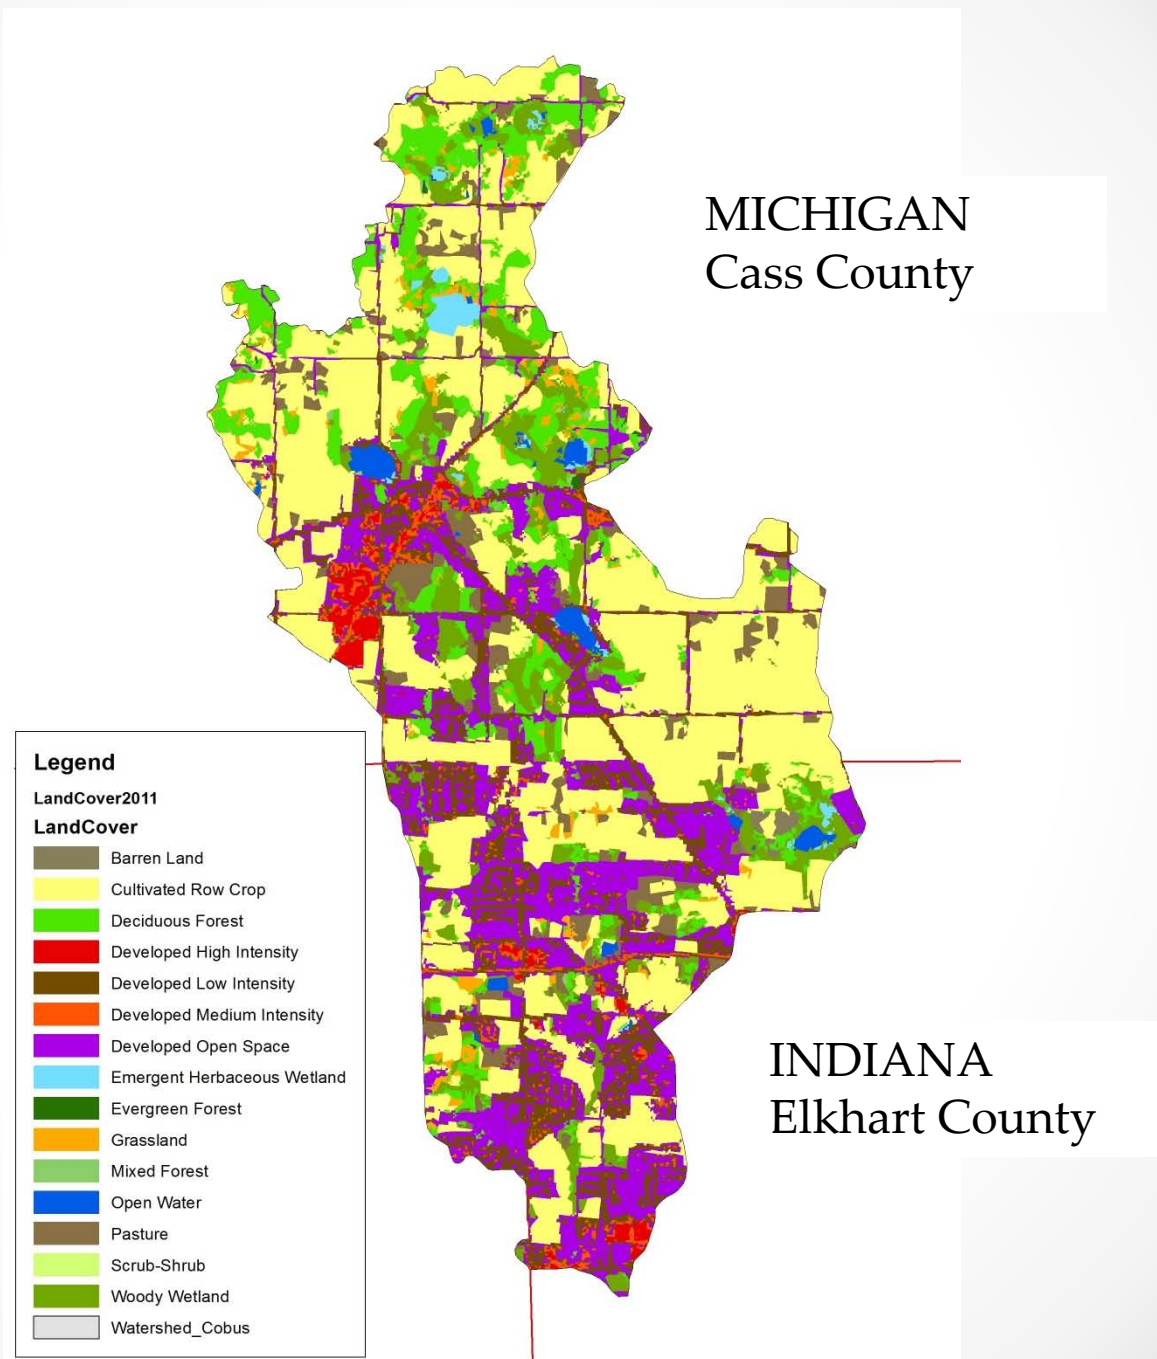 MICHIGAN
Cass County
Legend
LandCover2011
LandCover
Barren Land
Cultivated Row Crop
Deciduous Forest
Developed High Intensity
Developed Low Intensity
Developed Medium Intensity
Developed Open Space
Emergent Herbaceous Wetland
Evergreen Forest
Grassland
Mixed Forest
Open Water
Pasture
Scrub-Shrub
Woody Wetland
Watershed_Cobus
INDIANA
Elkhart County